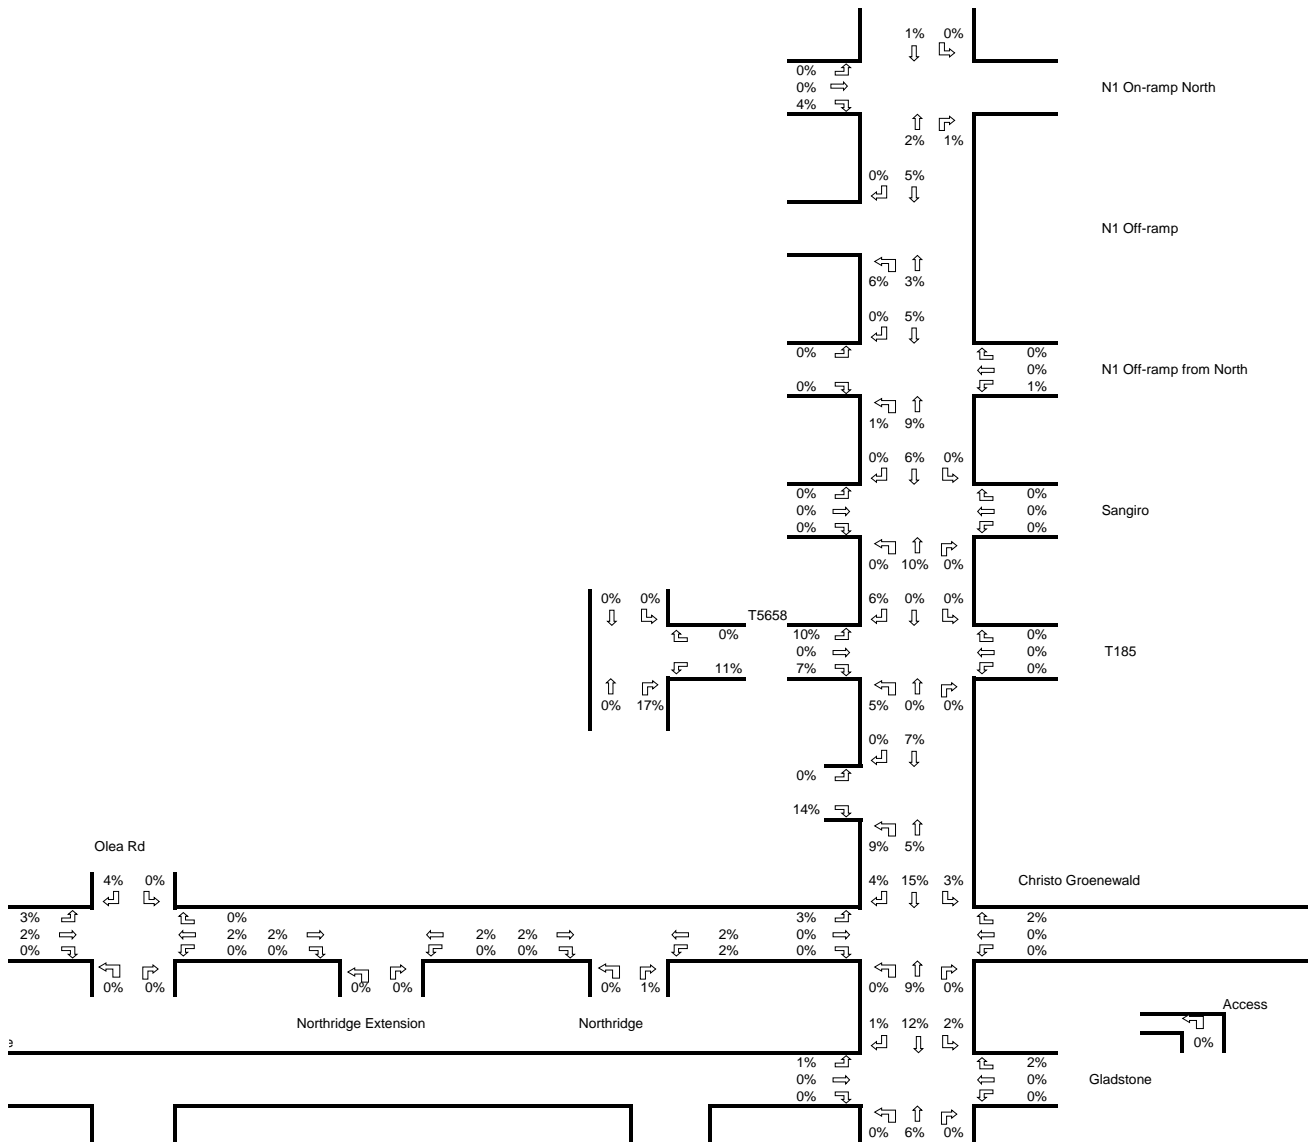 1% 0%
0%
0% N1 On-ramp North
4%
2% 1%
0% 5%
N1 Off-ramp
6% 3%
0% 5%
0% 0%
0% N1 Off-ramp from North
0% 1%
1% 9%
0% 6% 0%
0% 0%
0% 0% Sangiro
0% 0%
0% 10% 0%
0% 0% 6% 0% 0%
T5658
0% 10% 0%
0% 0% T185
11% 7% 0%
0% 17% 5% 0% 0%
0% 7%
0%
14%
Olea Rd 9% 5%
4% 0% 4% 15% 3% Christo Groenewald
3% 0% 3% 2%
2% 2% 2% 2% 2% 2% 0% 0%
0% 0% 0% 0% 0% 2% 0% 0%
0% 0% 0% 0% 0% 1% 0% 9% 0%
Access
Northridge Extension Northridge 1% 12% 2%
e 0%
1% 2%
0% 0% Gladstone
0% 0%
0% 6% 0%